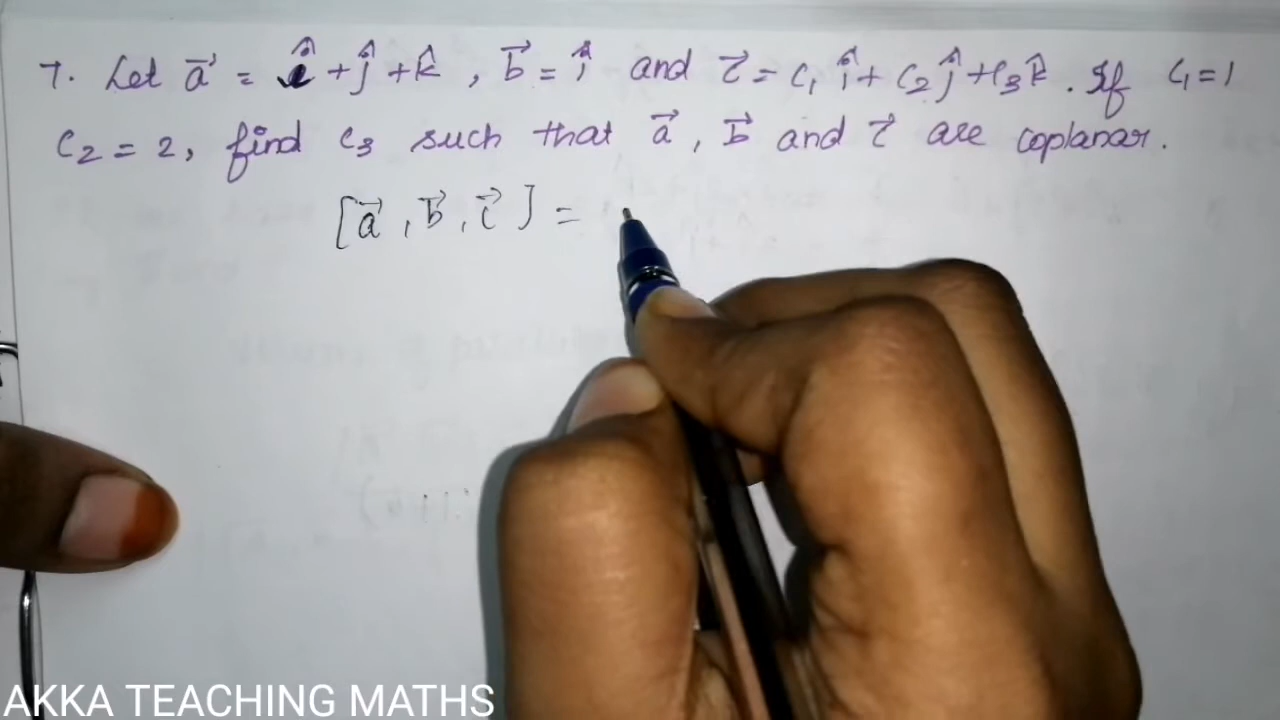 7. Let a⃗ = î + ĵ + k̂ , b⃗ = î and c⃗ = c₁ î + c₂ ĵ + c₃ k̂ . If c₁ = 1
c₂ = 2, find c₃ such that a⃗ , b⃗ and c⃗ are coplanar.
[a⃗ , b⃗ , c⃗ ] =
AKKA TEACHING MATHS